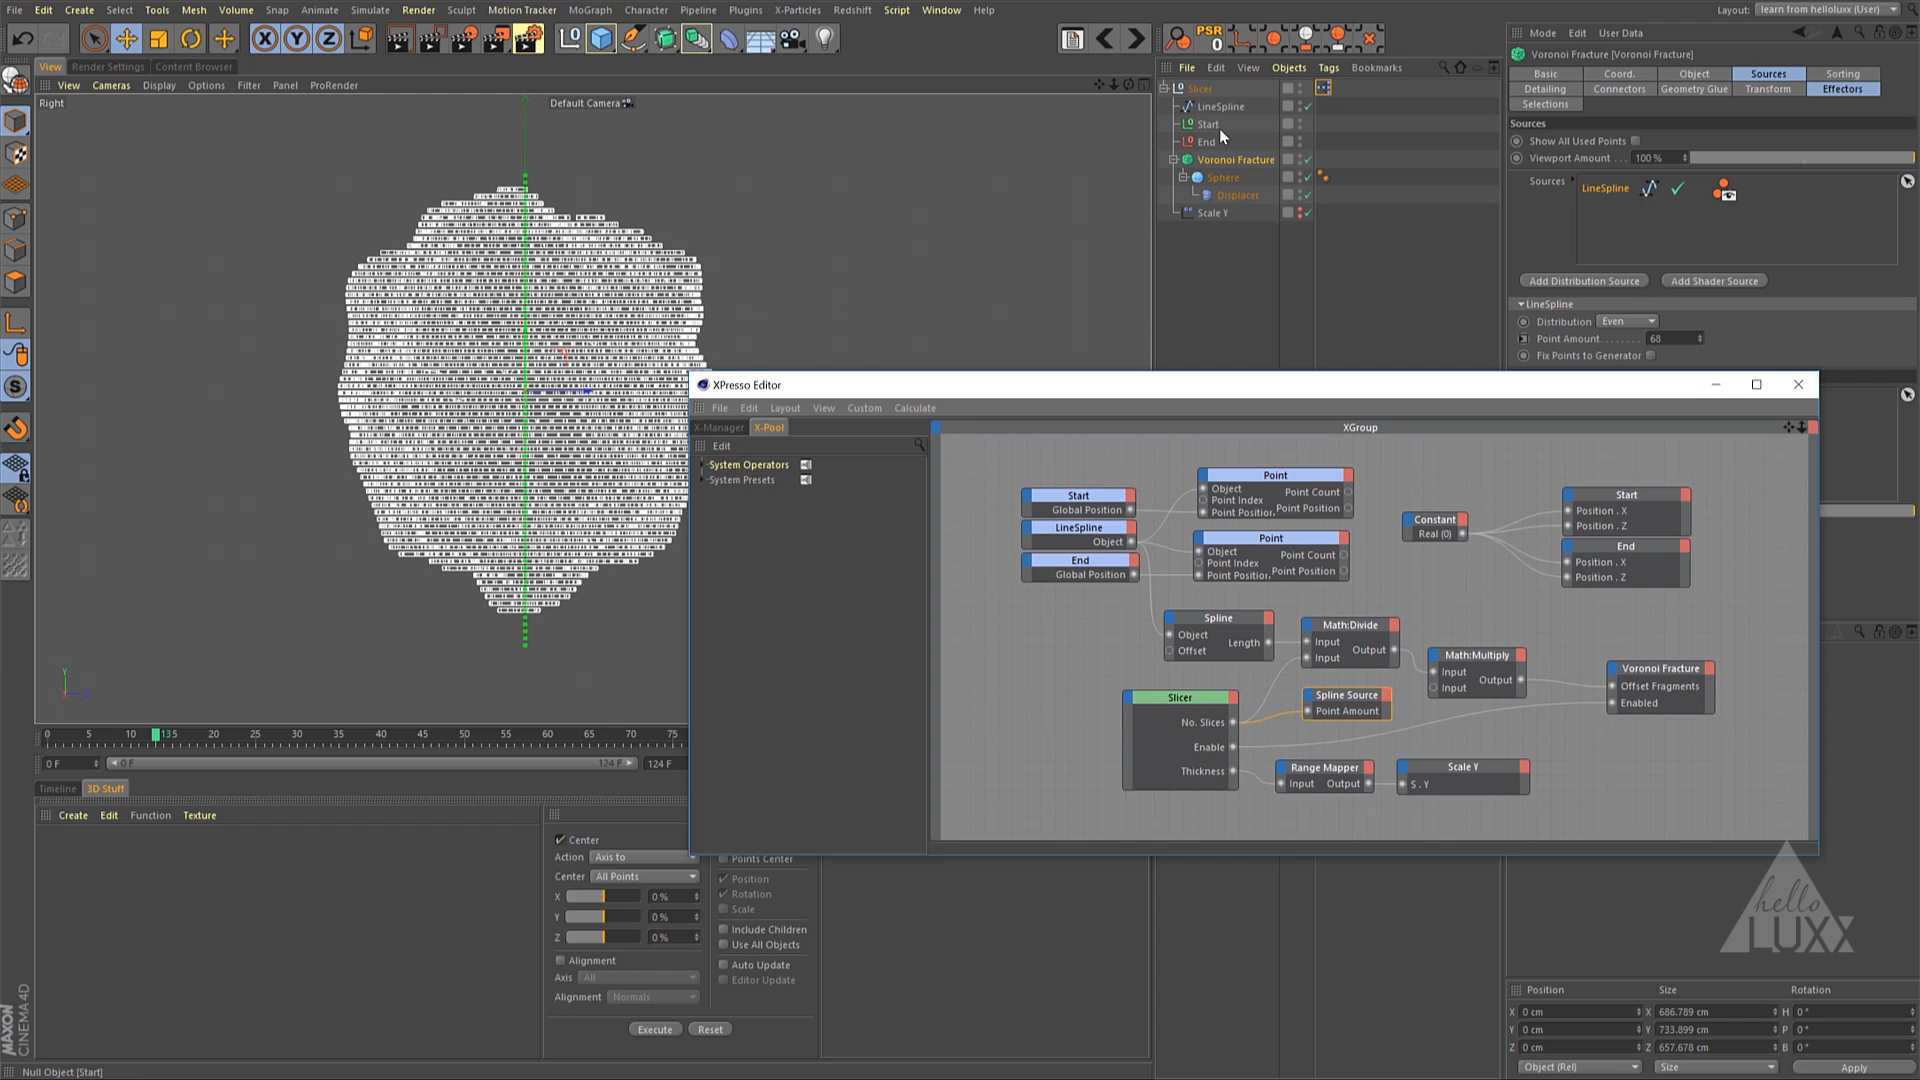 File Edit Create Select Tools Mesh Volume Snap Animate Simulate Render Sculpt Motion Tracker MoGraph Character Pipeline Plugins X-Particles Redshift Script Window Help
Layout: learn from helloluxx (User)
X Y Z
PSR
0
View Render Settings Content Browser
View Cameras Display Options Filter Panel ProRender
Right
Default Camera
File Edit View Objects Tags Bookmarks
Slicer
LineSpline
Start
End
Voronoi Fracture
Sphere
Displacer
Scale Y
Mode Edit User Data
Voronoi Fracture [Voronoi Fracture]
Basic Coord. Object Sources Sorting
Detailing Connectors Geometry Glue Transform Effectors
Selections
Sources
Show All Used Points
Viewport Amount . . . 100 %
Sources LineSpline
Add Distribution Source Add Shader Source
LineSpline
Distribution Even
Point Amount. . . . . . . . 68
Fix Points to Generator
XPresso Editor
File Edit Layout View Custom Calculate
X-Manager X-Pool
Edit
System Operators
System Presets
XGroup
Start
Global Position
LineSpline
Object
End
Global Position
Point
Object Point Count
Point Index
Point Position Point Position
Point
Object Point Count
Point Index
Point Position Point Position
Constant
Real (0)
Start
Position . X
Position . Z
End
Position . X
Position . Z
Spline
Object
Length
Offset
Math:Divide
Input
Output
Input
Math:Multiply
Input
Output
Input
Voronoi Fracture
Offset Fragments
Enabled
Slicer
No. Slices
Enable
Thickness
Spline Source
Point Amount
Range Mapper
Input Output
Scale Y
S . Y
Y
Z
0 5 10 135 20 25 30 35 40 45 50 55 60 65 70 75
0 F 0 F 124 F 124 F
Timeline 3D Stuff
Create Edit Function Texture
Center
Action Axis to
Center All Points
X 0 %
Y 0 %
Z 0 %
Alignment
Axis All
Alignment Normals
Points Center
Position
Rotation
Scale
Include Children
Use All Objects
Auto Update
Editor Update
Execute Reset
hello
LUXX
Position Size Rotation
X 0 cm X 686.789 cm H 0 °
Y 0 cm Y 733.899 cm P 0 °
Z 0 cm Z 657.678 cm B 0 °
Object (Rel) Size Apply
MAXON
CINEMA 4D
Null Object [Start]